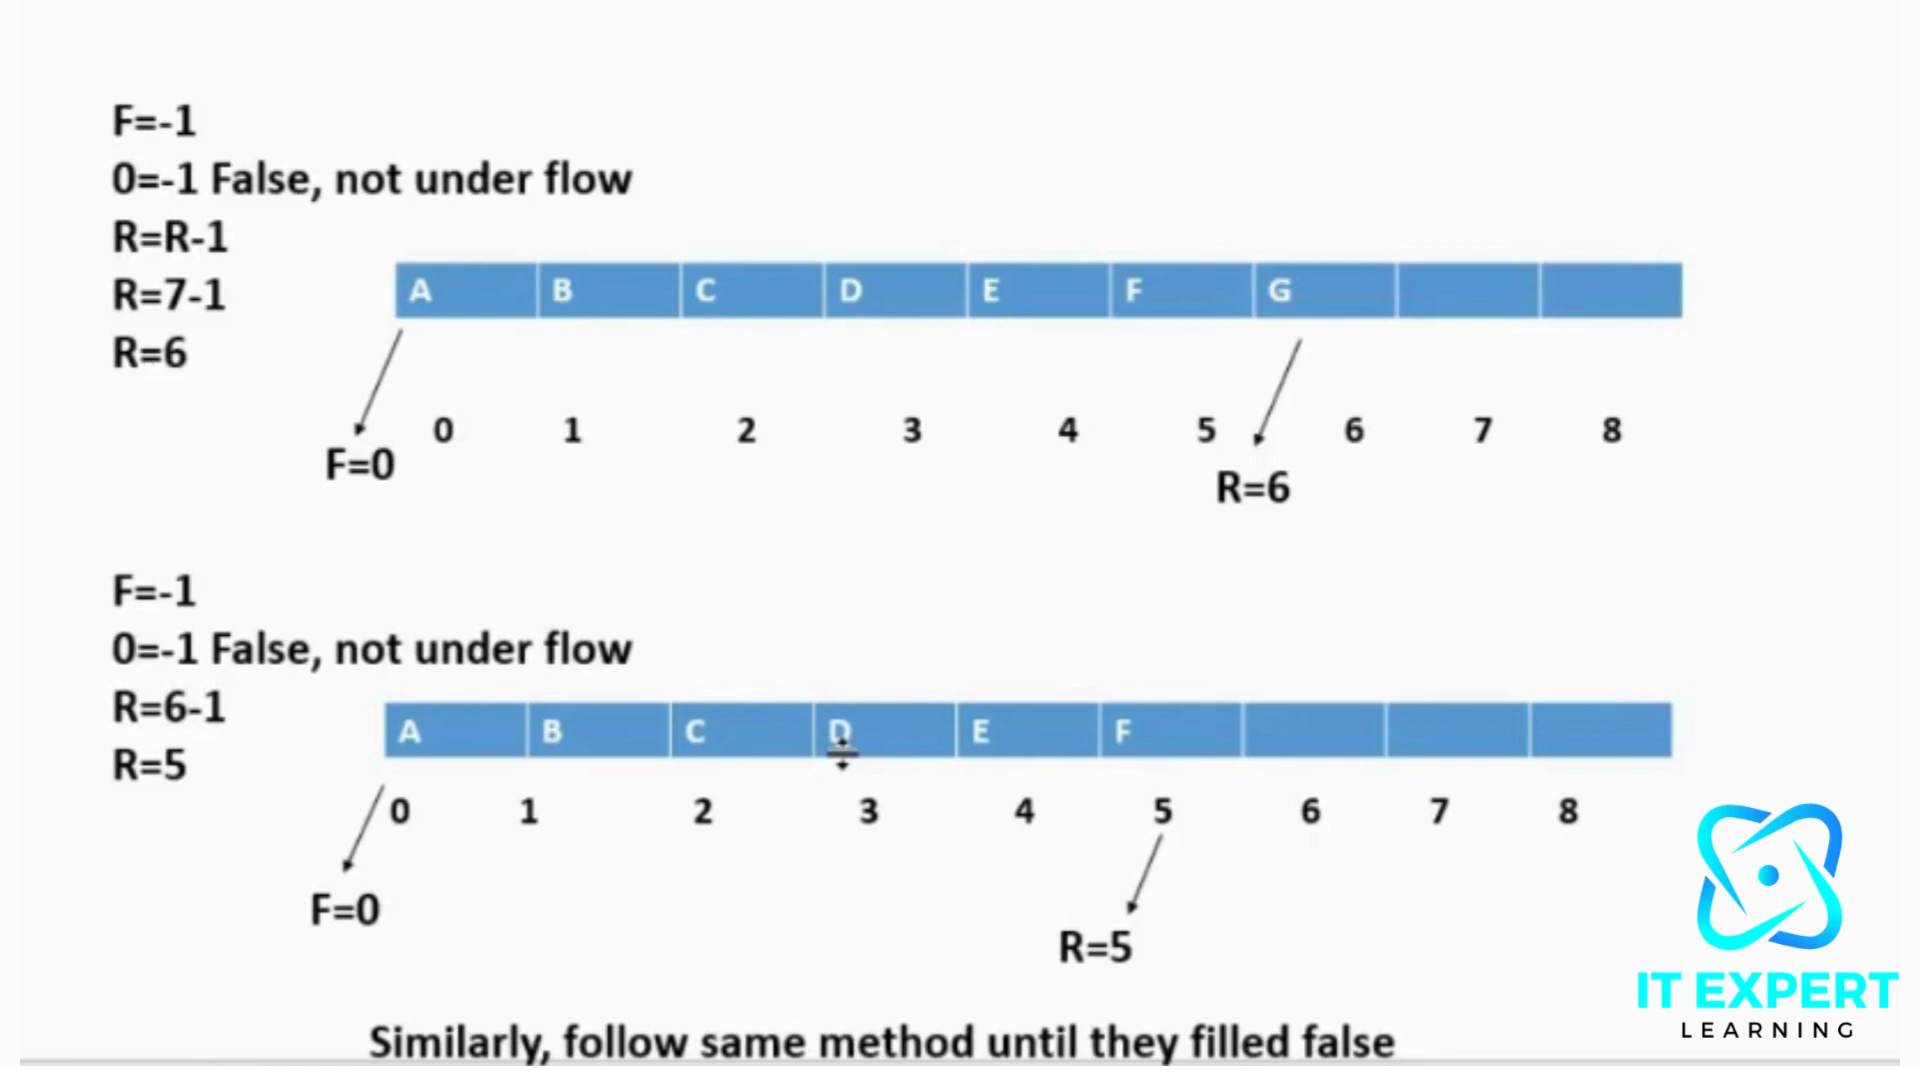 F=-1
0=-1 False, not under flow
R=R-1
R=7-1
R=6
A B C D E F G
0 1 2 3 4 5 6 7 8
F=0
R=6
F=-1
0=-1 False, not under flow
R=6-1
R=5
A B C D E F
0 1 2 3 4 5 6 7 8
F=0
R=5
Similarly, follow same method until they filled false
IT EXPERT
LEARNING